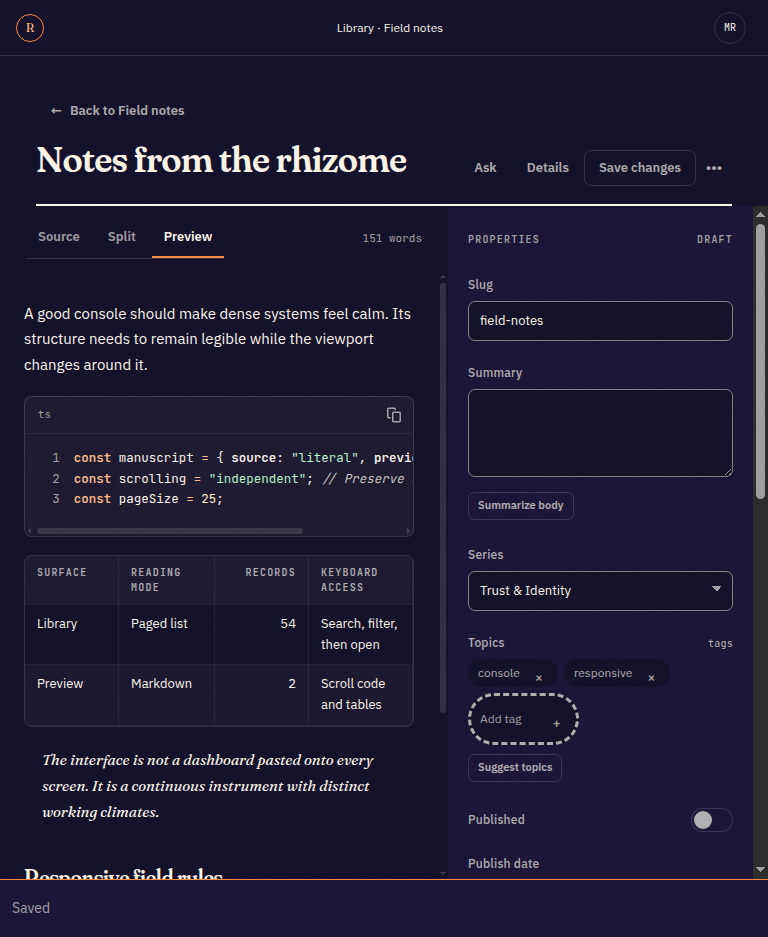 R
Library · Field notes
MR
← Back to Field notes
Notes from the rhizome
Ask
Details
Save changes
•••
Source
Split
Preview
151 words
A good console should make dense systems feel calm. Its
structure needs to remain legible while the viewport
changes around it.
ts
1 const manuscript = { source: "literal",
2 const scrolling = "independent"; // Preserve
3 const pageSize = 25;
SURFACE
READING
MODE
RECORDS
KEYBOARD
ACCESS
Library
Paged list
54
Search, filter,
then open
Preview
Markdown
2
Scroll code
and tables
The interface is not a dashboard pasted onto every
screen. It is a continuous instrument with distinct
working climates.
Responsive field rules
PROPERTIES
DRAFT
Slug
field-notes
Summary
Summarize body
Series
Trust & Identity
Topics
tags
console ×
responsive ×
Add tag +
Suggest topics
Published
Publish date
Saved